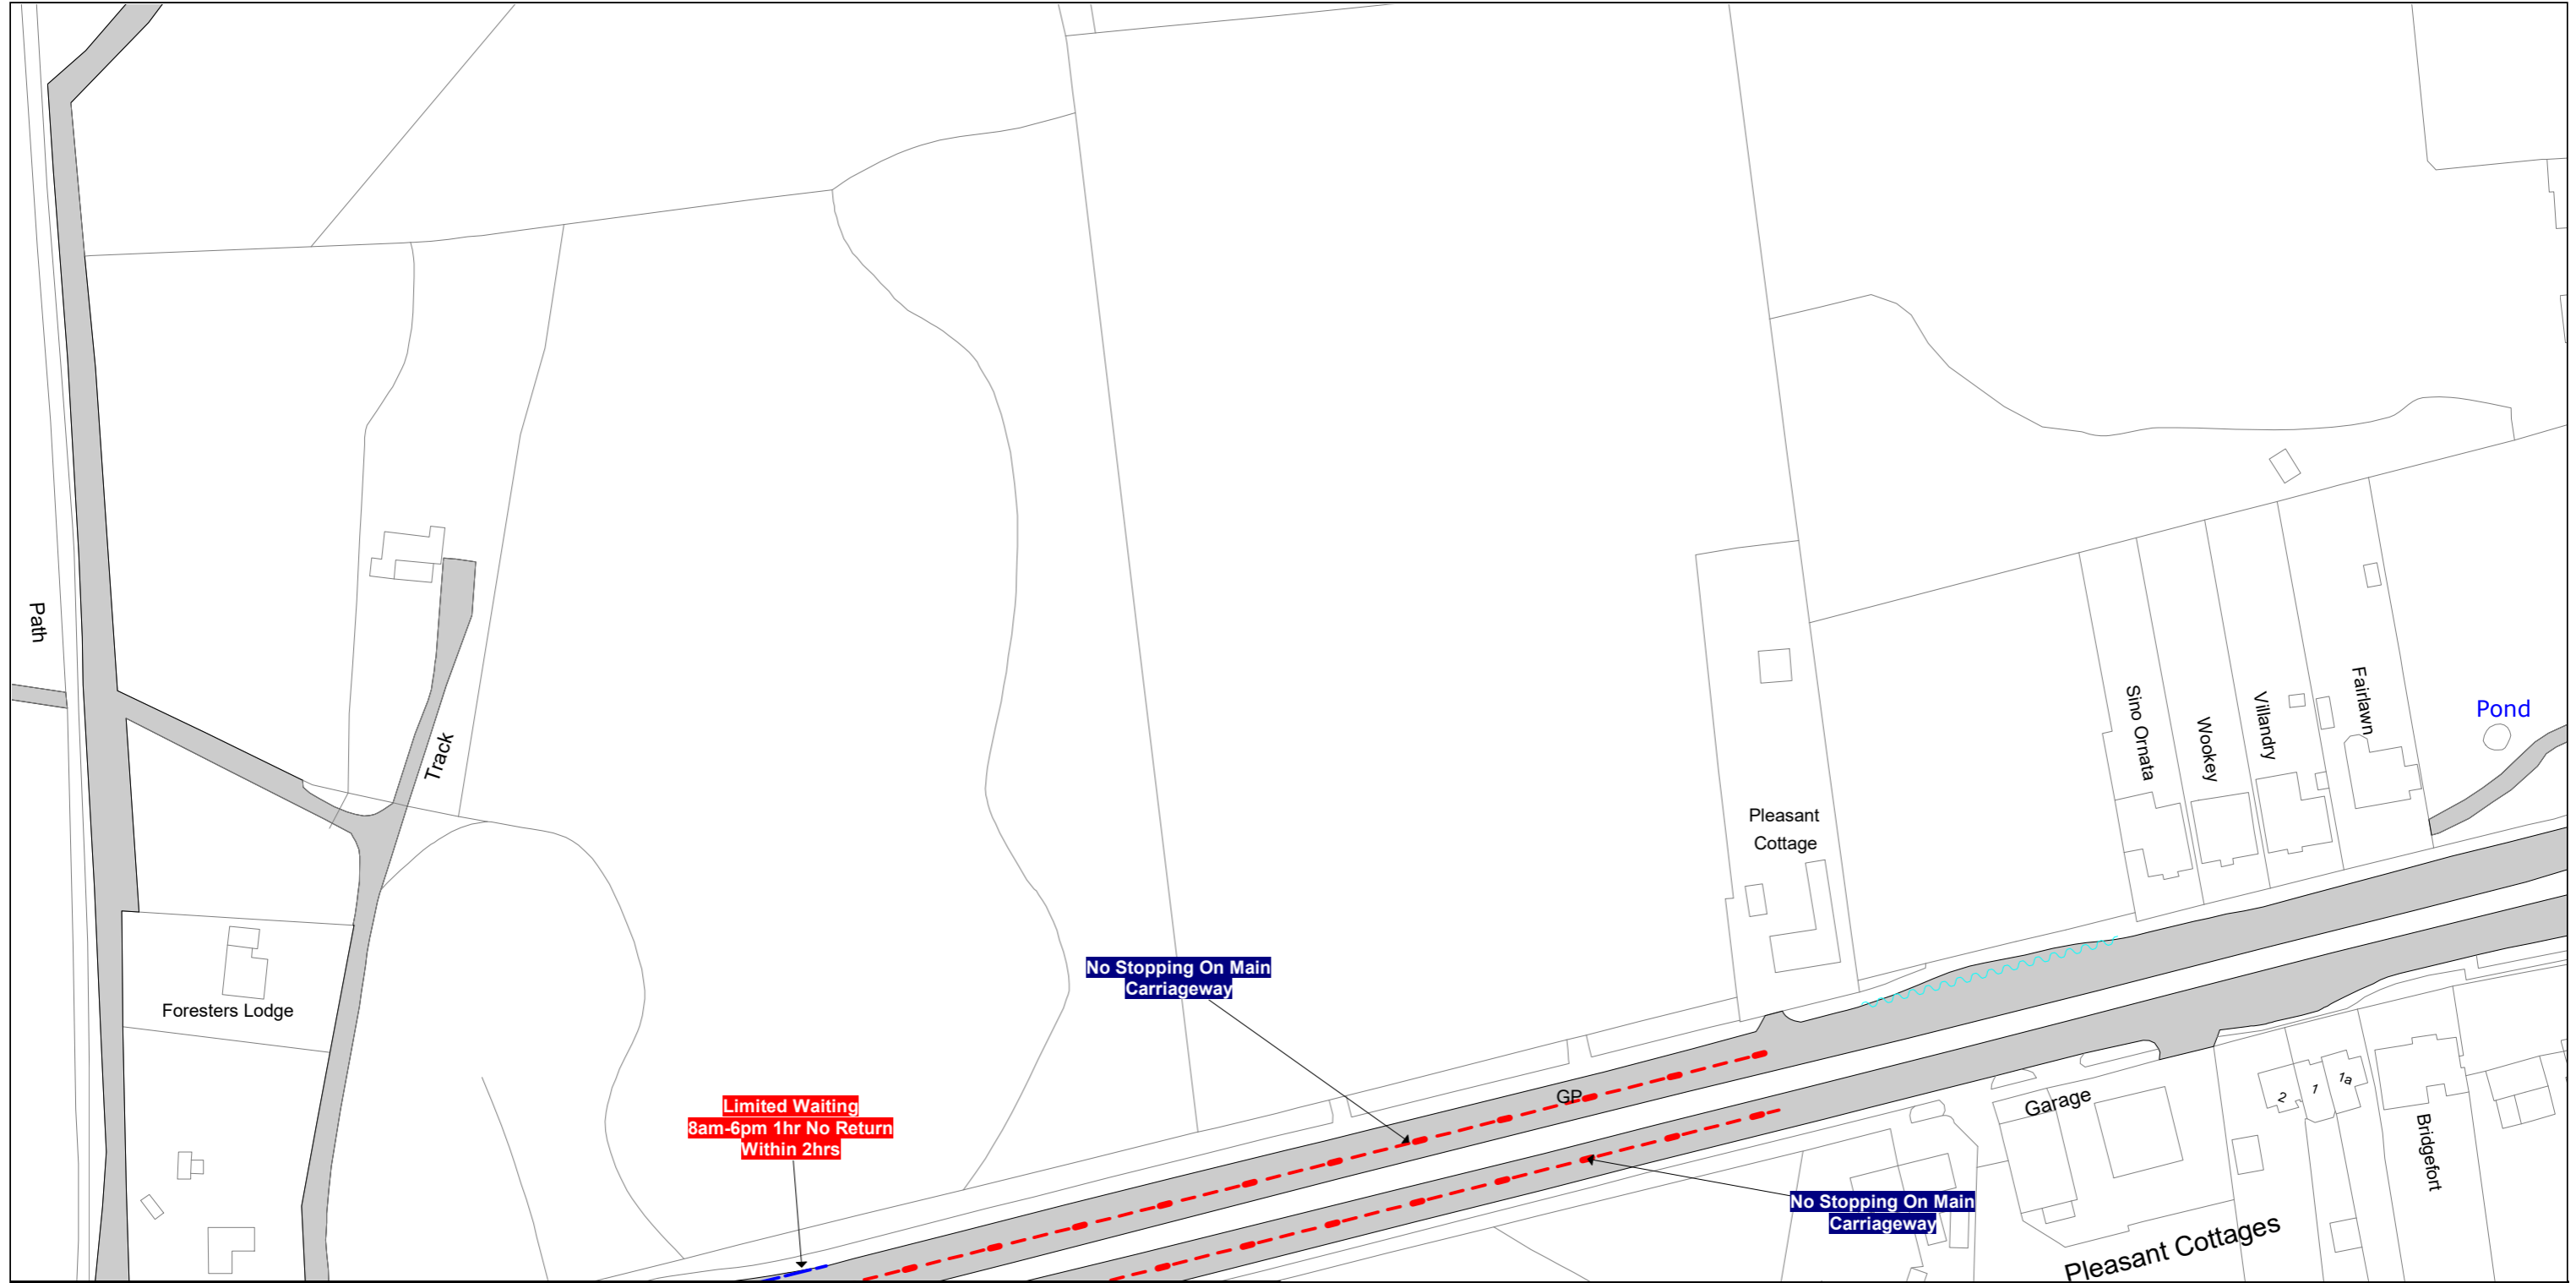 Path
Track
Foresters Lodge
Limited Waiting
8am-6pm 1hr No Return
Within 2hrs
No Stopping On Main
Carriageway
GP
Pleasant
Cottage
Sino Ornata
Wookey
Villandry
Fairlawn
Pond
Garage
2
1
1a
Bridgefort
No Stopping On Main
Carriageway
Pleasant Cottages